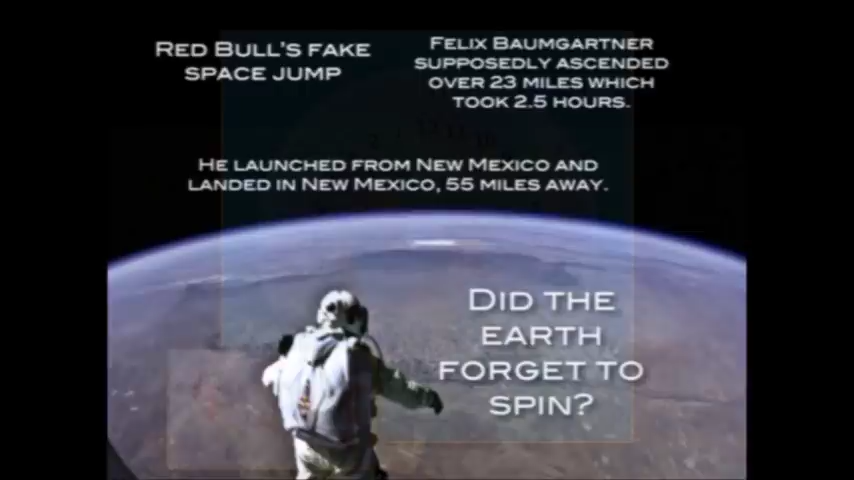 RED BULL'S FAKE
SPACE JUMP
FELIX BAUMGARTNER
SUPPOSEDLY ASCENDED
OVER 23 MILES WHICH
TOOK 2.5 HOURS.
HE LAUNCHED FROM NEW MEXICO AND
LANDED IN NEW MEXICO, 55 MILES AWAY.
DID THE
EARTH
FORGET TO
SPIN?